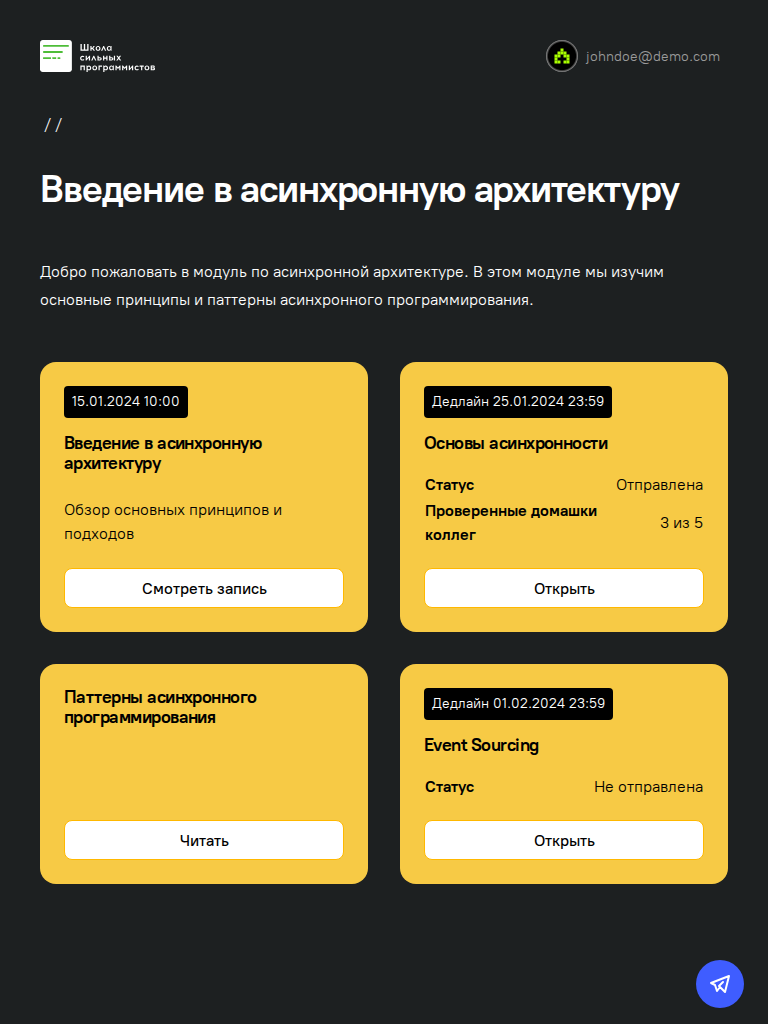 Школа
сильных
программистов
johndoe@demo.com
//
Введение в асинхронную архитектуру
Добро пожаловать в модуль по асинхронной архитектуре. В этом модуле мы изучим
основные принципы и паттерны асинхронного программирования.
15.01.2024 10:00
Введение в асинхронную
архитектуру
Обзор основных принципов и
подходов
Смотреть запись
Дедлайн 25.01.2024 23:59
Основы асинхронности
Статус Отправлена
Проверенные домашки
коллег
3 из 5
Открыть
Паттерны асинхронного
программирования
Читать
Дедлайн 01.02.2024 23:59
Event Sourcing
Статус Не отправлена
Открыть